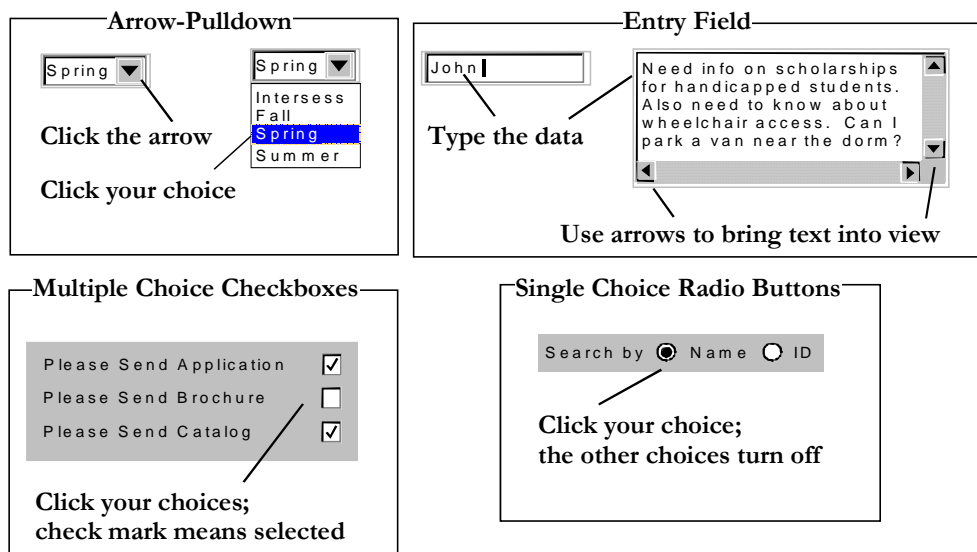 Arrow-Pulldown
Spring
Click the arrow
Spring
Intersess
Fall
Spring
Summer
Click your choice
Entry Field
John
Type the data
Need info on scholarships
for handicapped students.
Also need to know about
wheelchair access. Can I
park a van near the dorm?
Use arrows to bring text into view
Multiple Choice Checkboxes
Please Send Application
Please Send Brochure
Please Send Catalog
Click your choices;
check mark means selected
Single Choice Radio Buttons
Search by Name ID
Click your choice;
the other choices turn off